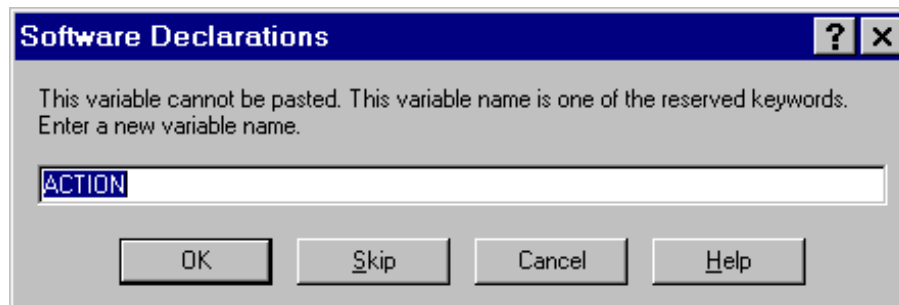 Software Declarations
?
This variable cannot be pasted. This variable name is one of the reserved keywords.
Enter a new variable name.
ACTION
OK Skip Cancel Help